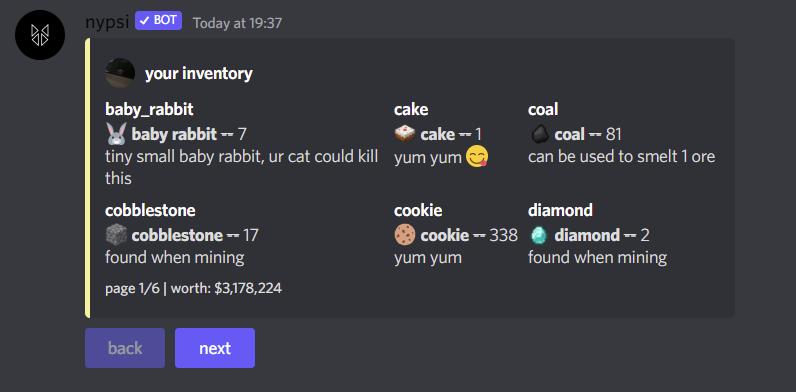 nypsi ✓ BOT Today at 19:37
your inventory
baby_rabbit cake coal
baby rabbit -- 7 cake -- 1 coal -- 81
tiny small baby rabbit, ur cat could kill yum yum 😋 can be used to smelt 1 ore
this
cobblestone cookie diamond
cobblestone -- 17 cookie -- 338 diamond -- 2
found when mining yum yum found when mining
page 1/6 | worth: $3,178,224
back next